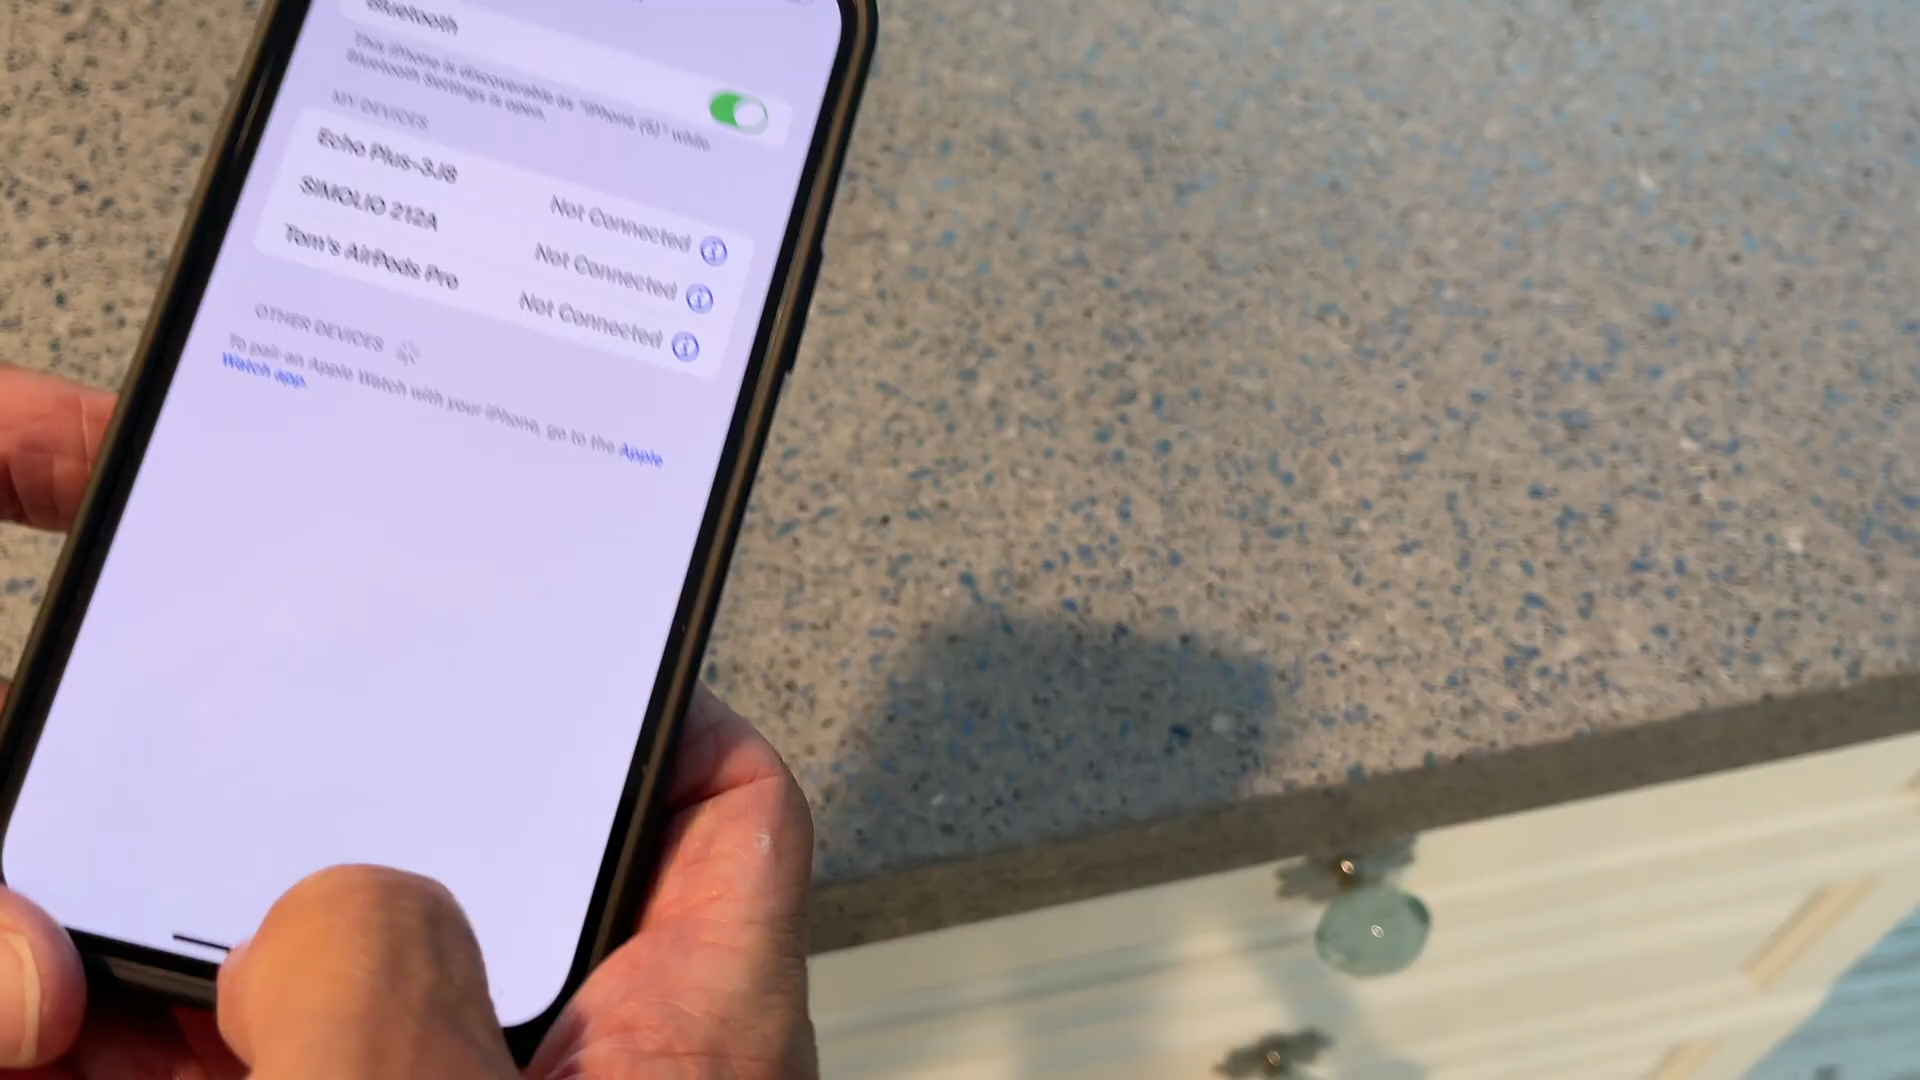 Bluetooth
This iPhone is discoverable as "iPhone (5)" while
Bluetooth Settings is open.
MY DEVICES
Echo Plus-3J8 Not Connected
SIMOLIO 212A Not Connected
Tom's AirPods Pro Not Connected
OTHER DEVICES
To pair an Apple Watch with your iPhone, go to the Apple
Watch app.